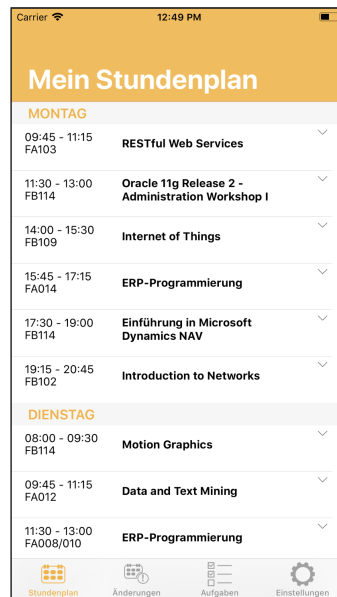 Carrier 12:49 PM
Mein Stundenplan
MONTAG
09:45 - 11:15
FA103
RESTful Web Services
11:30 - 13:00
FB114
Oracle 11g Release 2 -
Administration Workshop I
14:00 - 15:30
FB109
Internet of Things
15:45 - 17:15
FA014
ERP-Programmierung
17:30 - 19:00
FB114
Einführung in Microsoft
Dynamics NAV
19:15 - 20:45
FB102
Introduction to Networks
DIENSTAG
08:00 - 09:30
FB114
Motion Graphics
09:45 - 11:15
FA012
Data and Text Mining
11:30 - 13:00
FA008/010
ERP-Programmierung
Stundenplan Änderungen Aufgaben Einstellungen